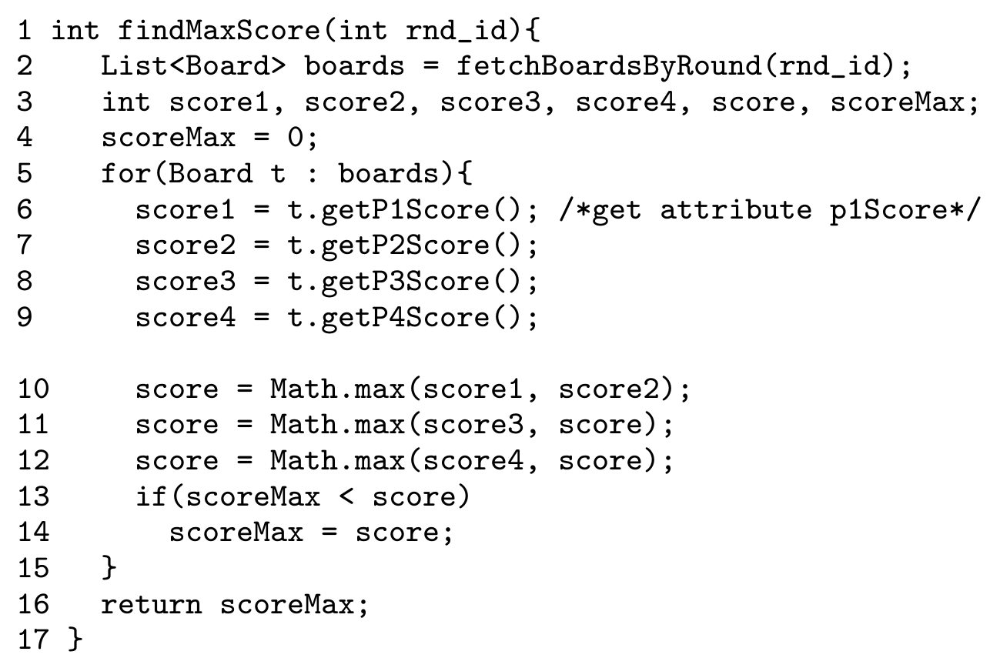 1 int findMaxScore(int rnd_id){
2    List<Board> boards = fetchBoardsByRound(rnd_id);
3    int score1, score2, score3, score4, score, scoreMax;
4    scoreMax = 0;
5    for(Board t : boards){
6      score1 = t.getP1Score(); /*get attribute p1Score*/
7      score2 = t.getP2Score();
8      score3 = t.getP3Score();
9      score4 = t.getP4Score();
10     score = Math.max(score1, score2);
11     score = Math.max(score3, score);
12     score = Math.max(score4, score);
13     if(scoreMax < score)
14       scoreMax = score;
15   }
16   return scoreMax;
17 }